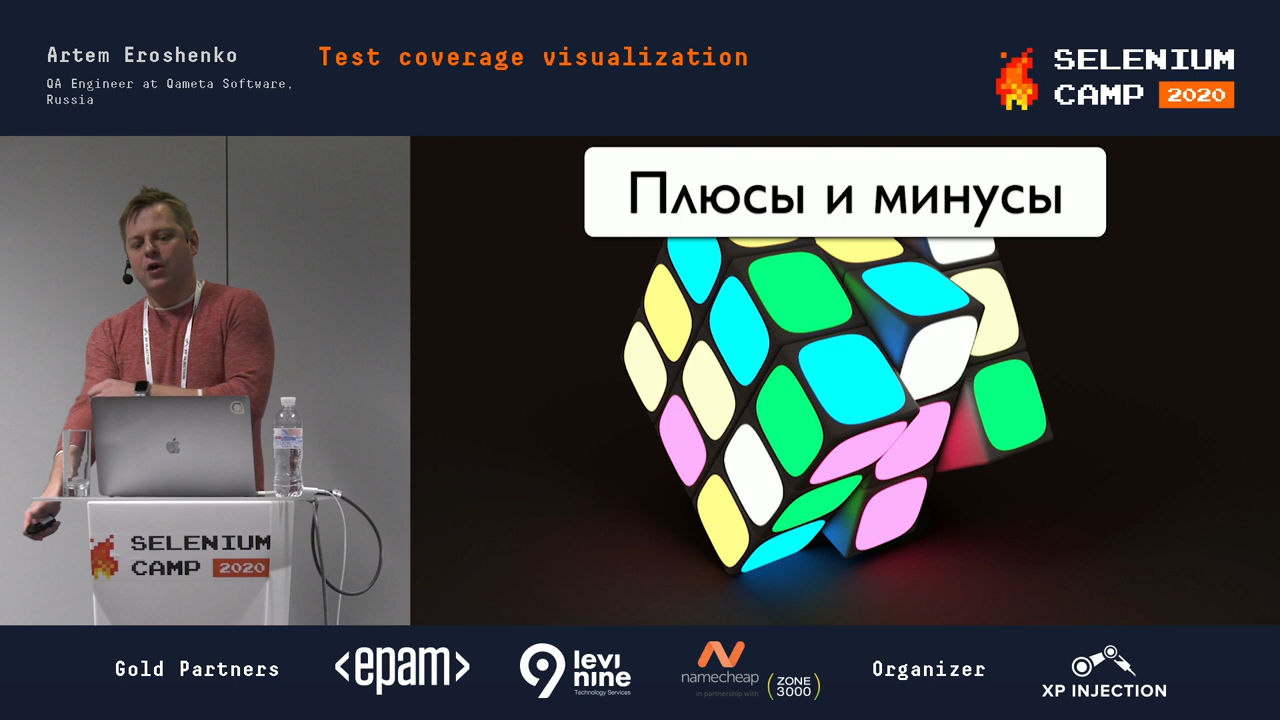 Artem Eroshenko
QA Engineer at Qameta Software,
Russia
Test coverage visualization
SELENIUM
CAMP 2020
Плюсы и минусы
SELENIUM
CAMP 2020
Gold Partners
<epam>
9 levi
nine
Technology Services
namecheap
in partnership with
ZONE
3000
Organizer
XP INJECTION